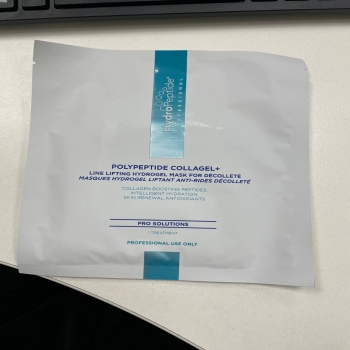 HydroPeptide®
PROFESSIONAL
POLYPEPTIDE COLLAGEL+
LINE LIFTING HYDROGEL MASK FOR DÉCOLLETÉ
MASQUES HYDROGEL LIFTANT ANTI-RIDES DÉCOLLETÉ
COLLAGEN BOOSTING PEPTIDES,
INTELLIGENT HYDRATION,
SKIN RENEWAL ANTIOXIDANTS
PRO SOLUTIONS
1 TREATMENT
PROFESSIONAL USE ONLY